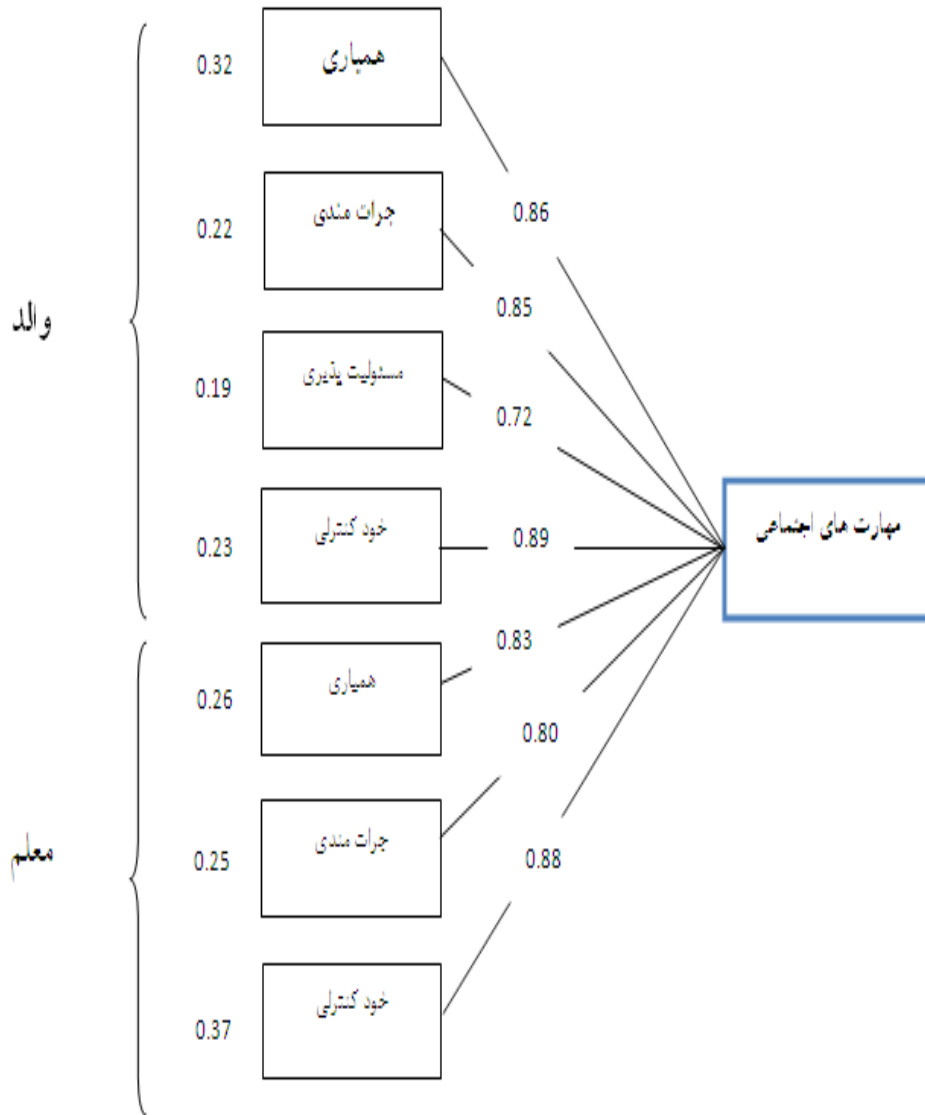 والد
0.32
همیاری
0.86
0.22
جرات مندی
0.85
0.19
مسدولیت پذیری
0.72
0.23
خود کنترلی
0.89
مهارت های اجتماعی
معلم
0.26
همیاری
0.83
0.25
جرات مندی
0.80
0.37
خود کنترلی
0.88